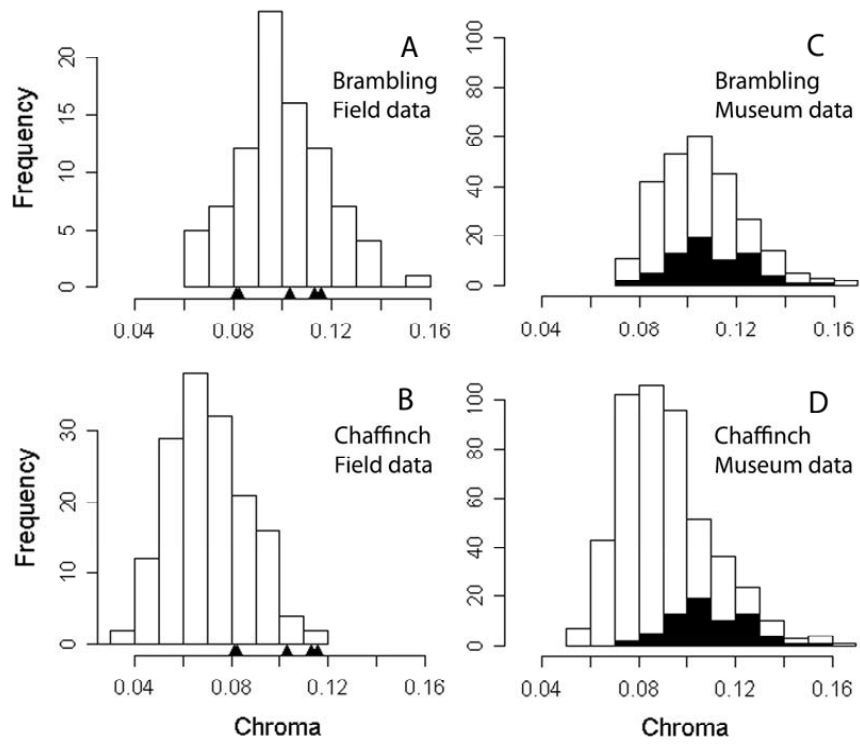 A
Brambling
Field data
Frequency
0 5 10 15 20
0.04 0.08 0.12 0.16
C
Brambling
Museum data
0 20 40 60 80 100
0.04 0.08 0.12 0.16
B
Chaffinch
Field data
Frequency
0 10 30
0.04 0.08 0.12 0.16
Chroma
D
Chaffinch
Museum data
0 20 40 60 80 100
0.04 0.08 0.12 0.16
Chroma